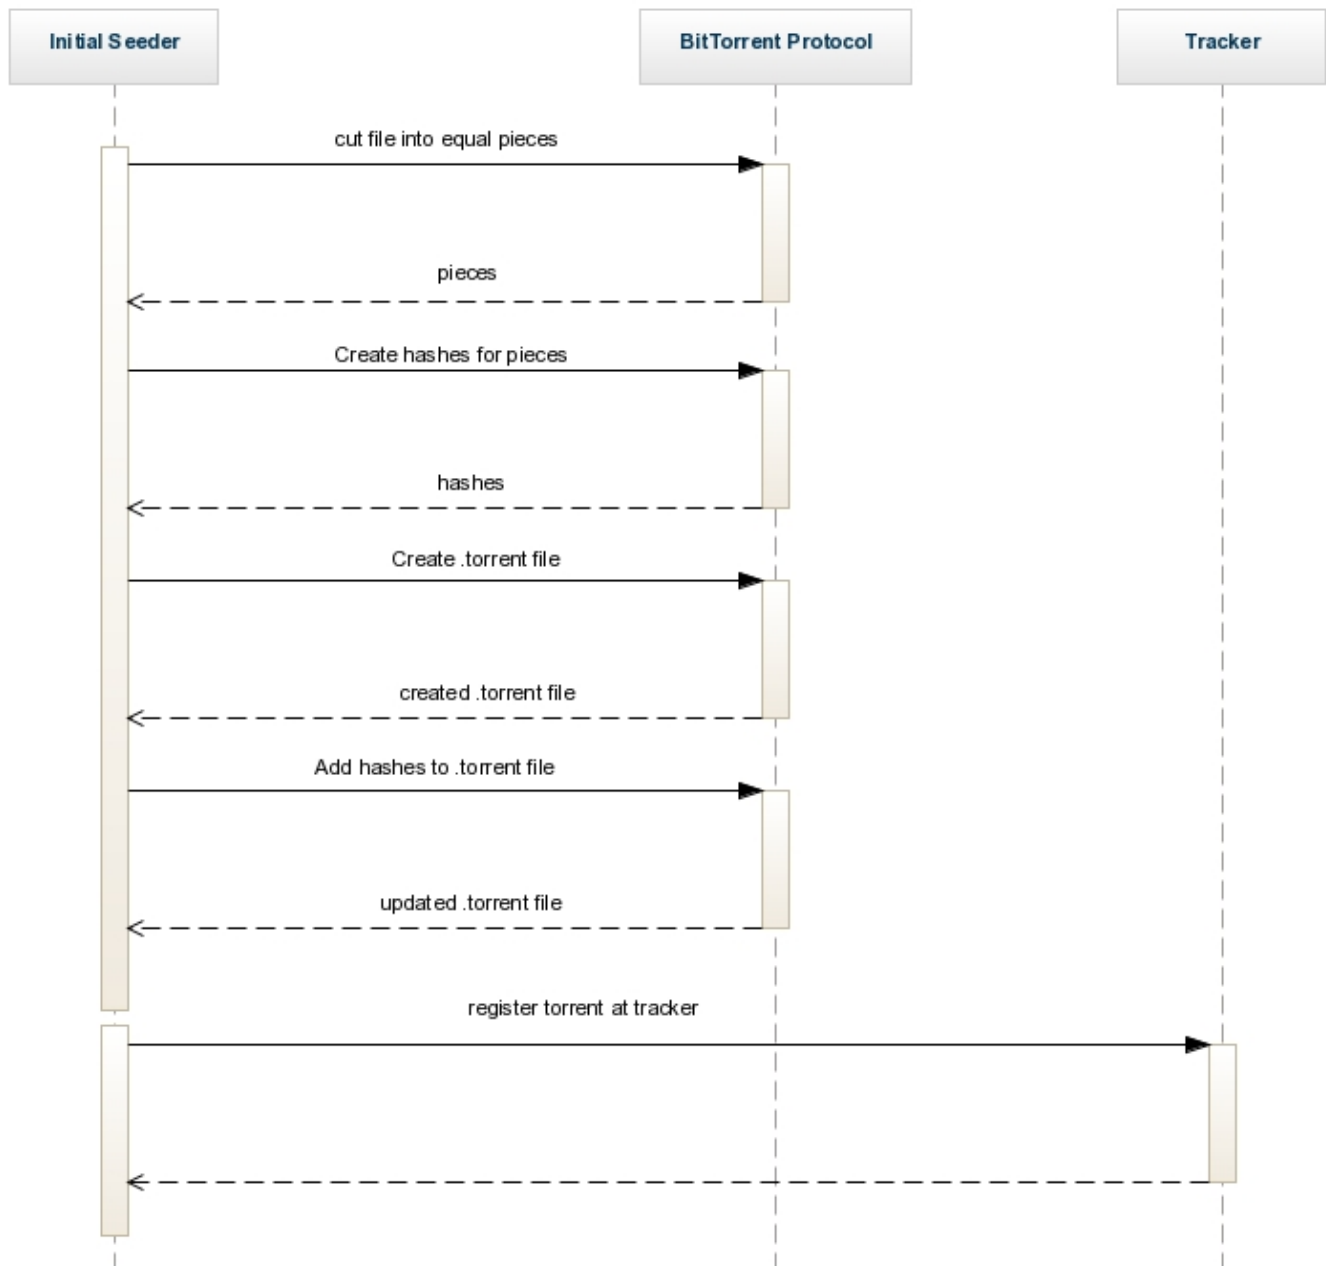 Initial Seeder
BitTorrent Protocol
Tracker
cut file into equal pieces
pieces
Create hashes for pieces
hashes
Create .torrent file
created .torrent file
Add hashes to .torrent file
updated .torrent file
register torrent at tracker